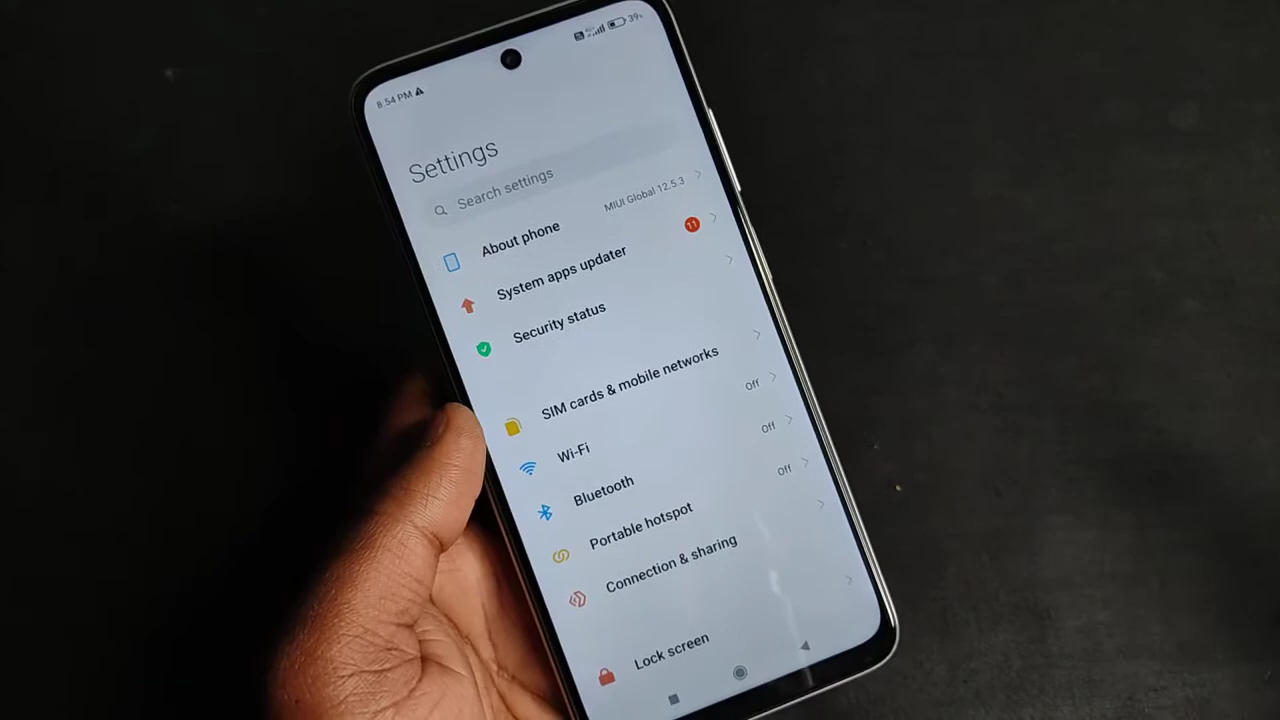 8:54 PM
39%
Settings
Search settings
About phone MIUI Global 12.5.3
System apps updater 11
Security status
SIM cards & mobile networks
Wi-Fi Off
Bluetooth Off
Portable hotspot Off
Connection & sharing
Lock screen